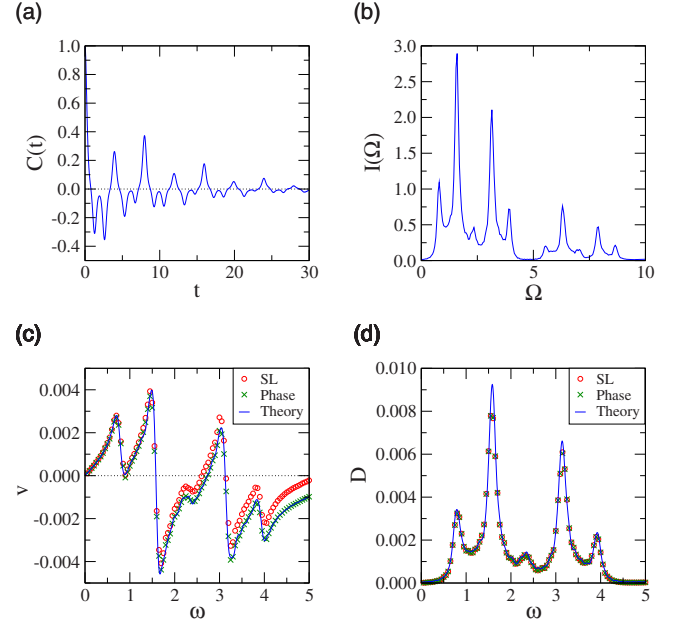 (a)
1.0
0.8
0.6
0.4
0.2
0.0
-0.2
-0.4
C(t)
0
10
20
30
t
(b)
3.0
2.5
2.0
1.5
1.0
0.5
0.0
I(Ω)
0
5
10
Ω
(c)
0.004
0.002
0.000
-0.002
-0.004
v
SL
Phase
Theory
0
1
2
3
4
5
ω
(d)
0.010
0.008
0.006
0.004
0.002
0.000
D
SL
Phase
Theory
0
1
2
3
4
5
ω